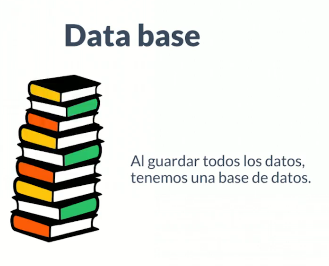 Data base
Al guardar todos los datos,
tenemos una base de datos.